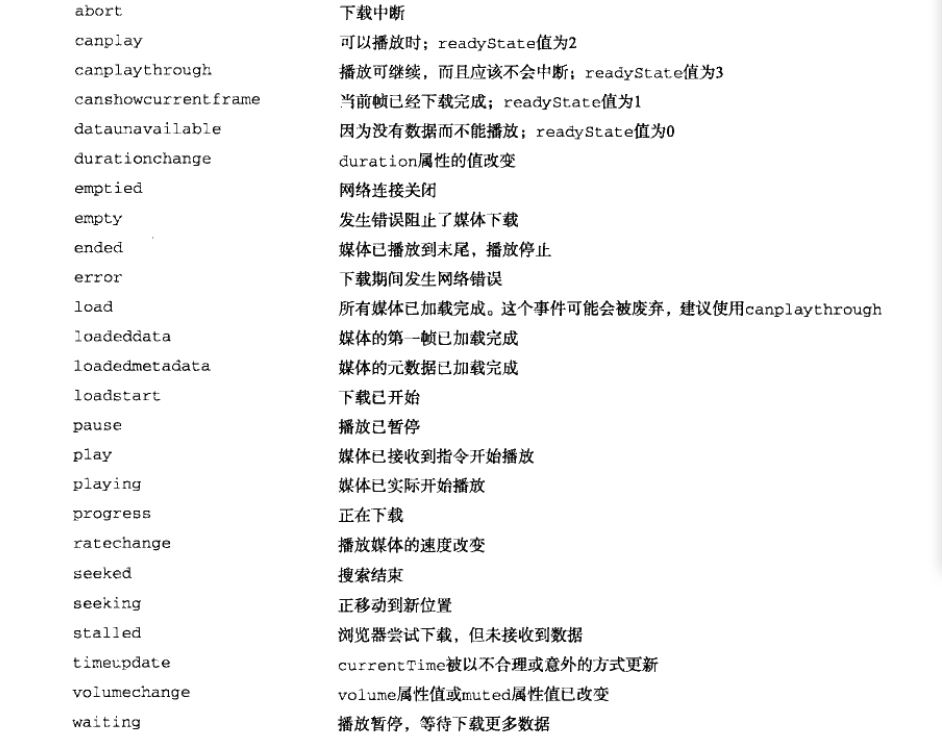 abort 下载中断
canplay 可以播放时；readyState值为2
canplaythrough 播放可继续，而且应该不会中断；readyState值为3
canshowcurrentframe 当前帧已经下载完成；readyState值为1
dataunavailable 因为没有数据而不能播放；readyState值为0
durationchange duration属性的值改变
emptied 网络连接关闭
empty 发生错误阻止了媒体下载
ended 媒体已播放到末尾，播放停止
error 下载期间发生网络错误
load 所有媒体已加载完成。这个事件可能会被废弃，建议使用canplaythrough
loadeddata 媒体的第一帧已加载完成
loadedmetadata 媒体的元数据已加载完成
loadstart 下载已开始
pause 播放已暂停
play 媒体已接收到指令开始播放
playing 媒体已实际开始播放
progress 正在下载
ratechange 播放媒体的速度改变
seeked 搜索结束
seeking 正移动到新位置
stalled 浏览器尝试下载，但未接收到数据
timeupdate currentTime被以不合理或意外的方式更新
volumechange volume属性值或muted属性值已改变
waiting 播放暂停，等待下载更多数据